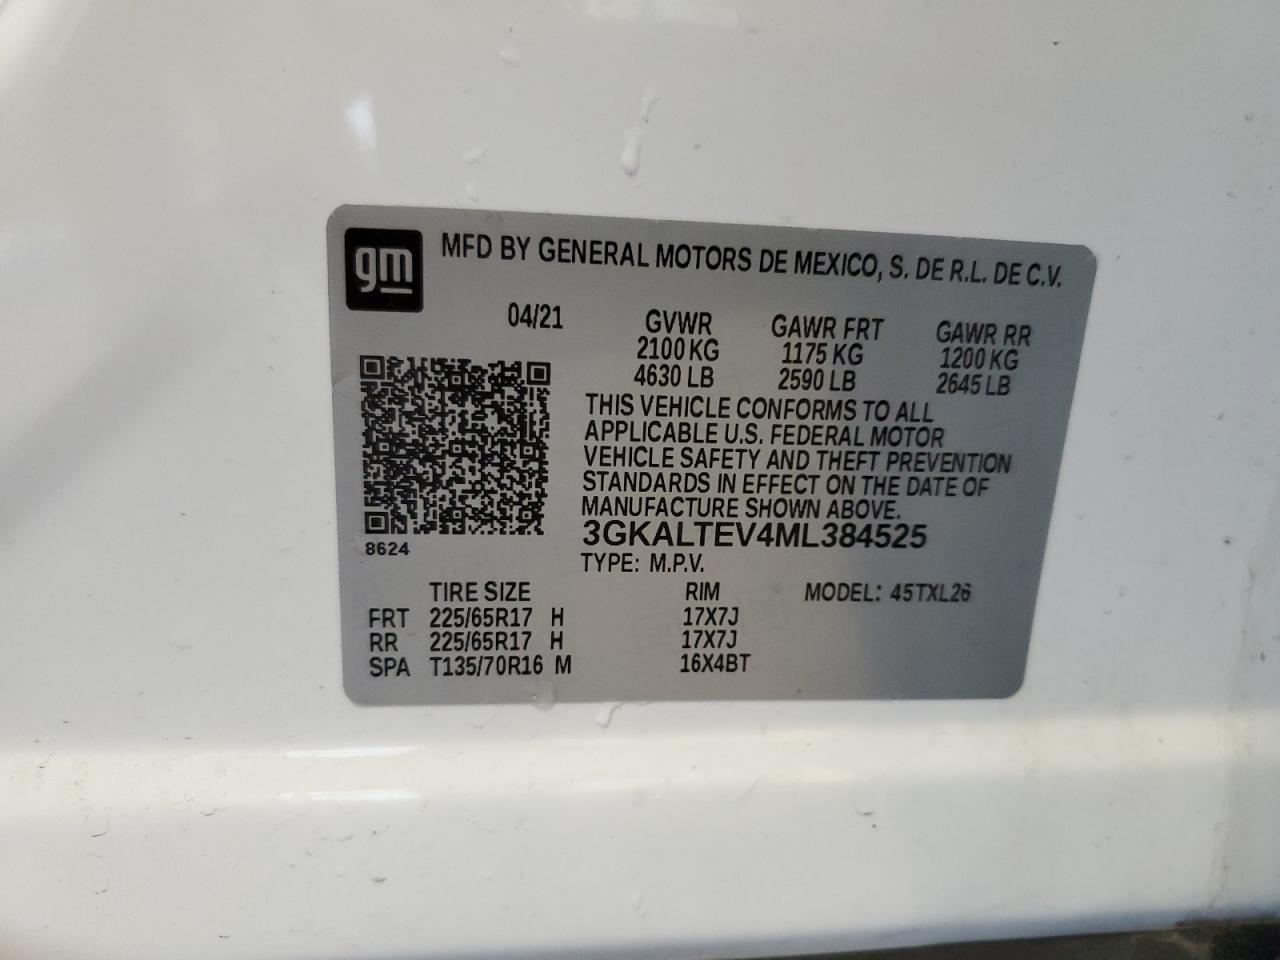 gm
MFD BY GENERAL MOTORS DE MEXICO, S. DE R.L. DE C.V.
04/21 GVWR GAWR FRT GAWR RR
2100 KG 1175 KG 1200 KG
4630 LB 2590 LB 2645 LB
THIS VEHICLE CONFORMS TO ALL
APPLICABLE U.S. FEDERAL MOTOR
VEHICLE SAFETY AND THEFT PREVENTION
STANDARDS IN EFFECT ON THE DATE OF
MANUFACTURE SHOWN ABOVE.
3GKALTEV4ML384525
8624
TYPE: M.P.V.
TIRE SIZE RIM MODEL: 45TXL26
FRT 225/65R17 H 17X7J
RR 225/65R17 H 17X7J
SPA T135/70R16 M 16X4BT